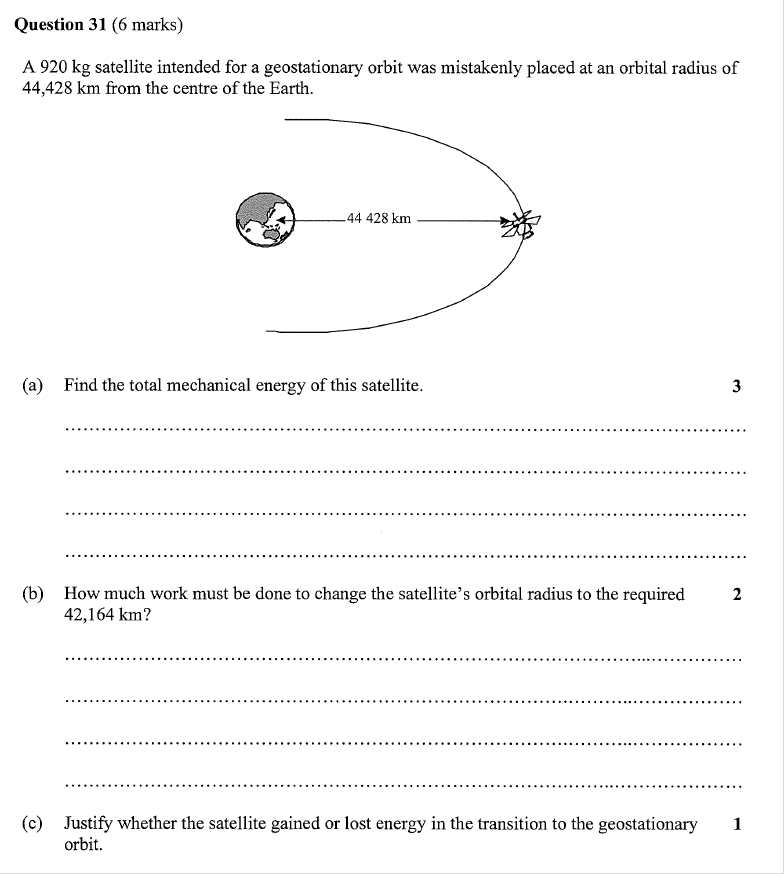 Question 31 (6 marks)
A 920 kg satellite intended for a geostationary orbit was mistakenly placed at an orbital radius of
44,428 km from the centre of the Earth.
44 428 km
(a) Find the total mechanical energy of this satellite. 3
(b) How much work must be done to change the satellite's orbital radius to the required 2
42,164 km?
(c) Justify whether the satellite gained or lost energy in the transition to the geostationary 1
orbit.